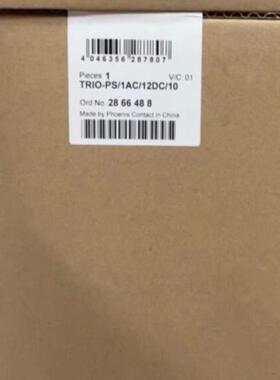 4 046356 287807
Pieces 1 V/C: 01
TRIO-PS/1AC/12DC/10
Ord No. 28 66 48 8
Made by Phoenix Contact in China